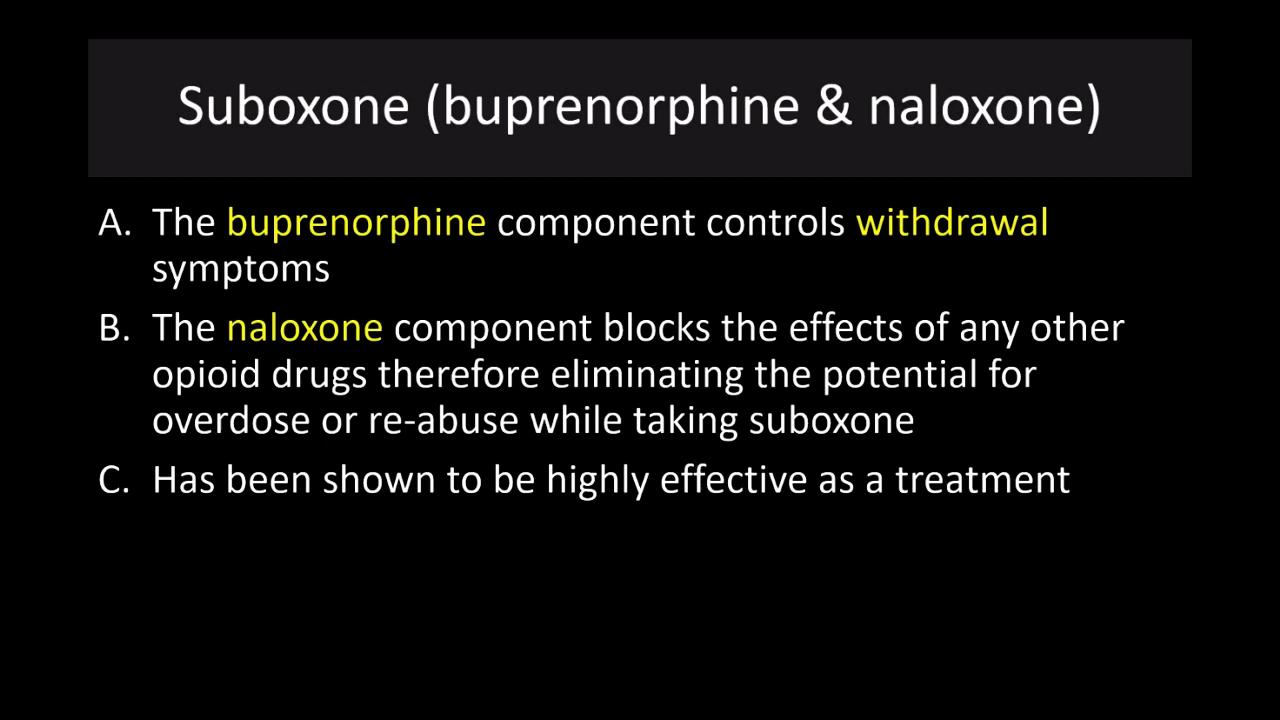 Suboxone (buprenorphine & naloxone)
A. The buprenorphine component controls withdrawal
symptoms
B. The naloxone component blocks the effects of any other
opioid drugs therefore eliminating the potential for
overdose or re-abuse while taking suboxone
C. Has been shown to be highly effective as a treatment